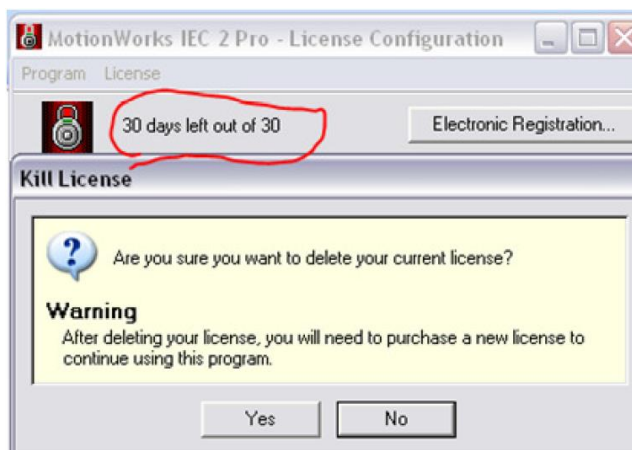 MotionWorks IEC 2 Pro - License Configuration
Program License
30 days left out of 30
Electronic Registration...
Kill License
Are you sure you want to delete your current license?
Warning
After deleting your license, you will need to purchase a new license to
continue using this program.
Yes No